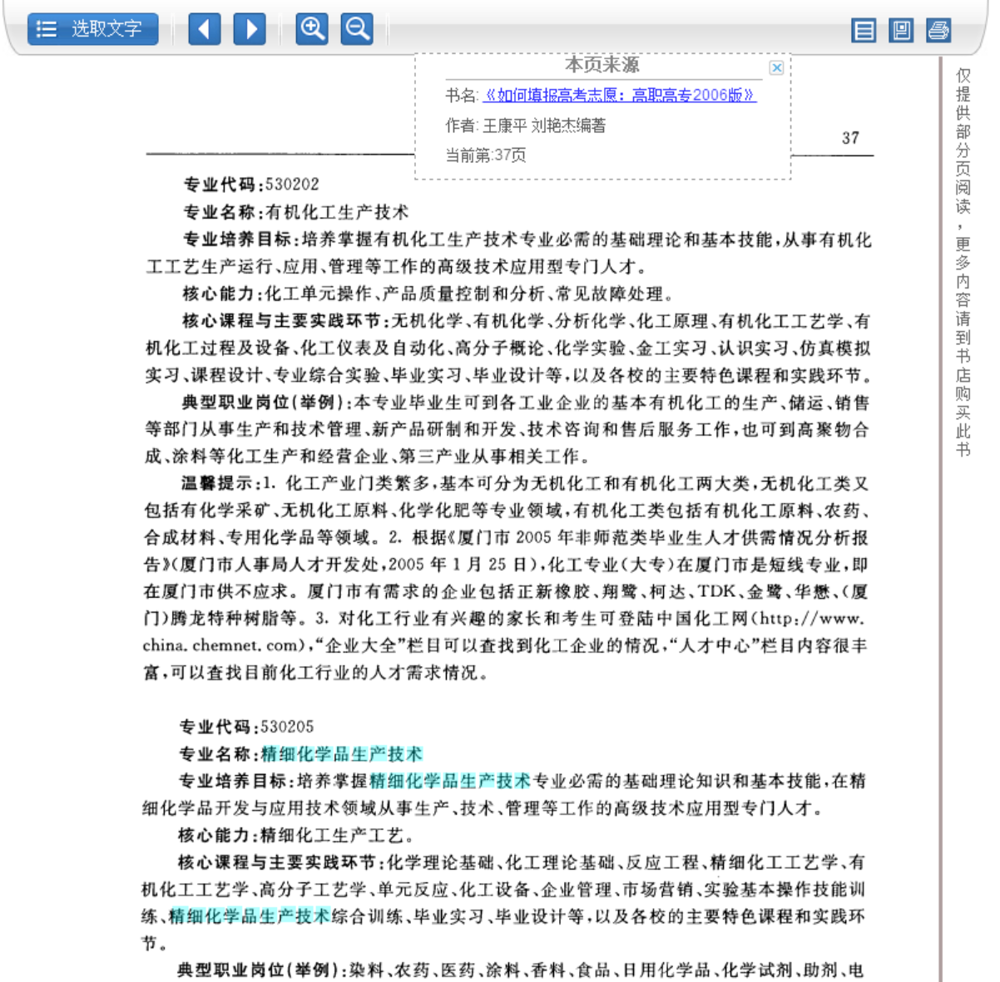 选取文字
本页来源
书名:《如何填报高考志愿：高职高专2006版》
作者: 王康平 刘艳杰编著
当前第:37页
37
专业代码:530202
专业名称:有机化工生产技术
专业培养目标:培养掌握有机化工生产技术专业必需的基础理论和基本技能,从事有机化
工工艺生产运行、应用、管理等工作的高级技术应用型专门人才。
核心能力:化工单元操作、产品质量控制和分析、常见故障处理。
核心课程与主要实践环节:无机化学、有机化学、分析化学、化工原理、有机化工工艺学、有
机化工过程及设备、化工仪表及自动化、高分子概论、化学实验、金工实习、认识实习、仿真模拟
实习、课程设计、专业综合实验、毕业实习、毕业设计等,以及各校的主要特色课程和实践环节。
典型职业岗位(举例):本专业毕业生可到各工业企业的基本有机化工的生产、储运、销售
等部门从事生产和技术管理、新产品研制和开发、技术咨询和售后服务工作,也可到高聚物合
成、涂料等化工生产和经营企业、第三产业从事相关工作。
温馨提示:1. 化工产业门类繁多,基本可分为无机化工和有机化工两大类,无机化工类又
包括有化学采矿、无机化工原料、化学化肥等专业领域,有机化工类包括有机化工原料、农药、
合成材料、专用化学品等领域。2. 根据《厦门市 2005 年非师范类毕业生人才供需情况分析报
告》(厦门市人事局人才开发处,2005 年 1 月 25 日),化工专业(大专)在厦门市是短线专业,即
在厦门市供不应求。厦门市有需求的企业包括正新橡胶、翔鹭、柯达、TDK、金鹭、华懋、(厦
门)腾龙特种树脂等。3. 对化工行业有兴趣的家长和考生可登陆中国化工网(http://www.
china.chemnet.com),“企业大全”栏目可以查找到化工企业的情况,“人才中心”栏目内容很丰
富,可以查找目前化工行业的人才需求情况。
专业代码:530205
专业名称:精细化学品生产技术
专业培养目标:培养掌握精细化学品生产技术专业必需的基础理论知识和基本技能,在精
细化学品开发与应用技术领域从事生产、技术、管理等工作的高级技术应用型专门人才。
核心能力:精细化工生产工艺。
核心课程与主要实践环节:化学理论基础、化工理论基础、反应工程、精细化工工艺学、有
机化工工艺学、高分子工艺学、单元反应、化工设备、企业管理、市场营销、实验基本操作技能训
练、精细化学品生产技术综合训练、毕业实习、毕业设计等,以及各校的主要特色课程和实践环
节。
典型职业岗位(举例):染料、农药、医药、涂料、香料、食品、日用化学品、化学试剂、助剂、电
仅提供部分页阅读，更多内容请到书店购买此书